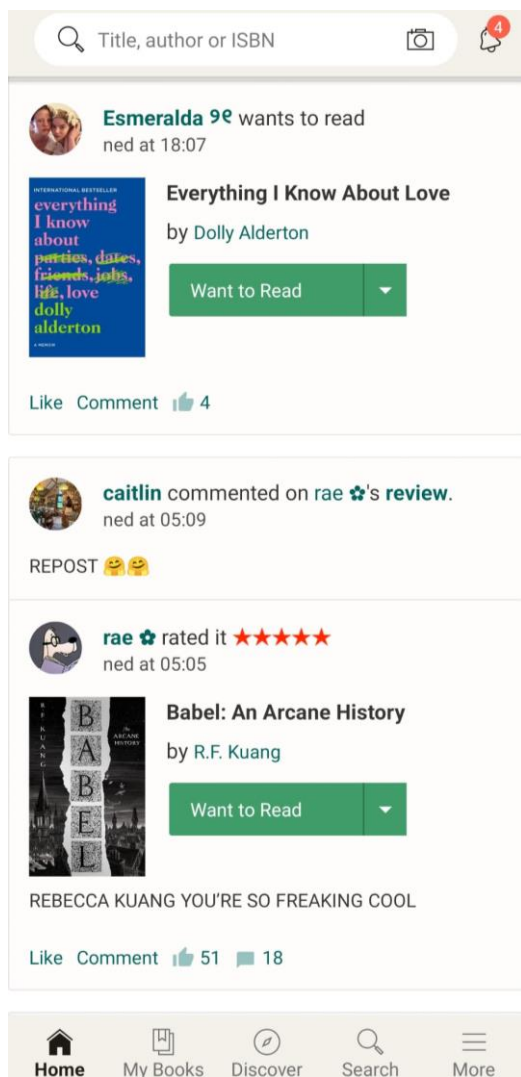 Title, author or ISBN
4
Esmeralda ୨୧ wants to read
ned at 18:07
INTERNATIONAL BESTSELLER
everything
I know
about
parties, dates,
friends, jobs,
life, love
dolly
alderton
A MEMOIR
Everything I Know About Love
by Dolly Alderton
Want to Read
Like Comment 4
caitlin commented on rae ✿'s review.
ned at 05:09
REPOST 🤗🤗
rae ✿ rated it ★★★★★
ned at 05:05
R.F. KUANG
BABEL
An
ARCANE
HISTORY
Babel: An Arcane History
by R.F. Kuang
Want to Read
REBECCA KUANG YOU'RE SO FREAKING COOL
Like Comment 51 18
Home My Books Discover Search More